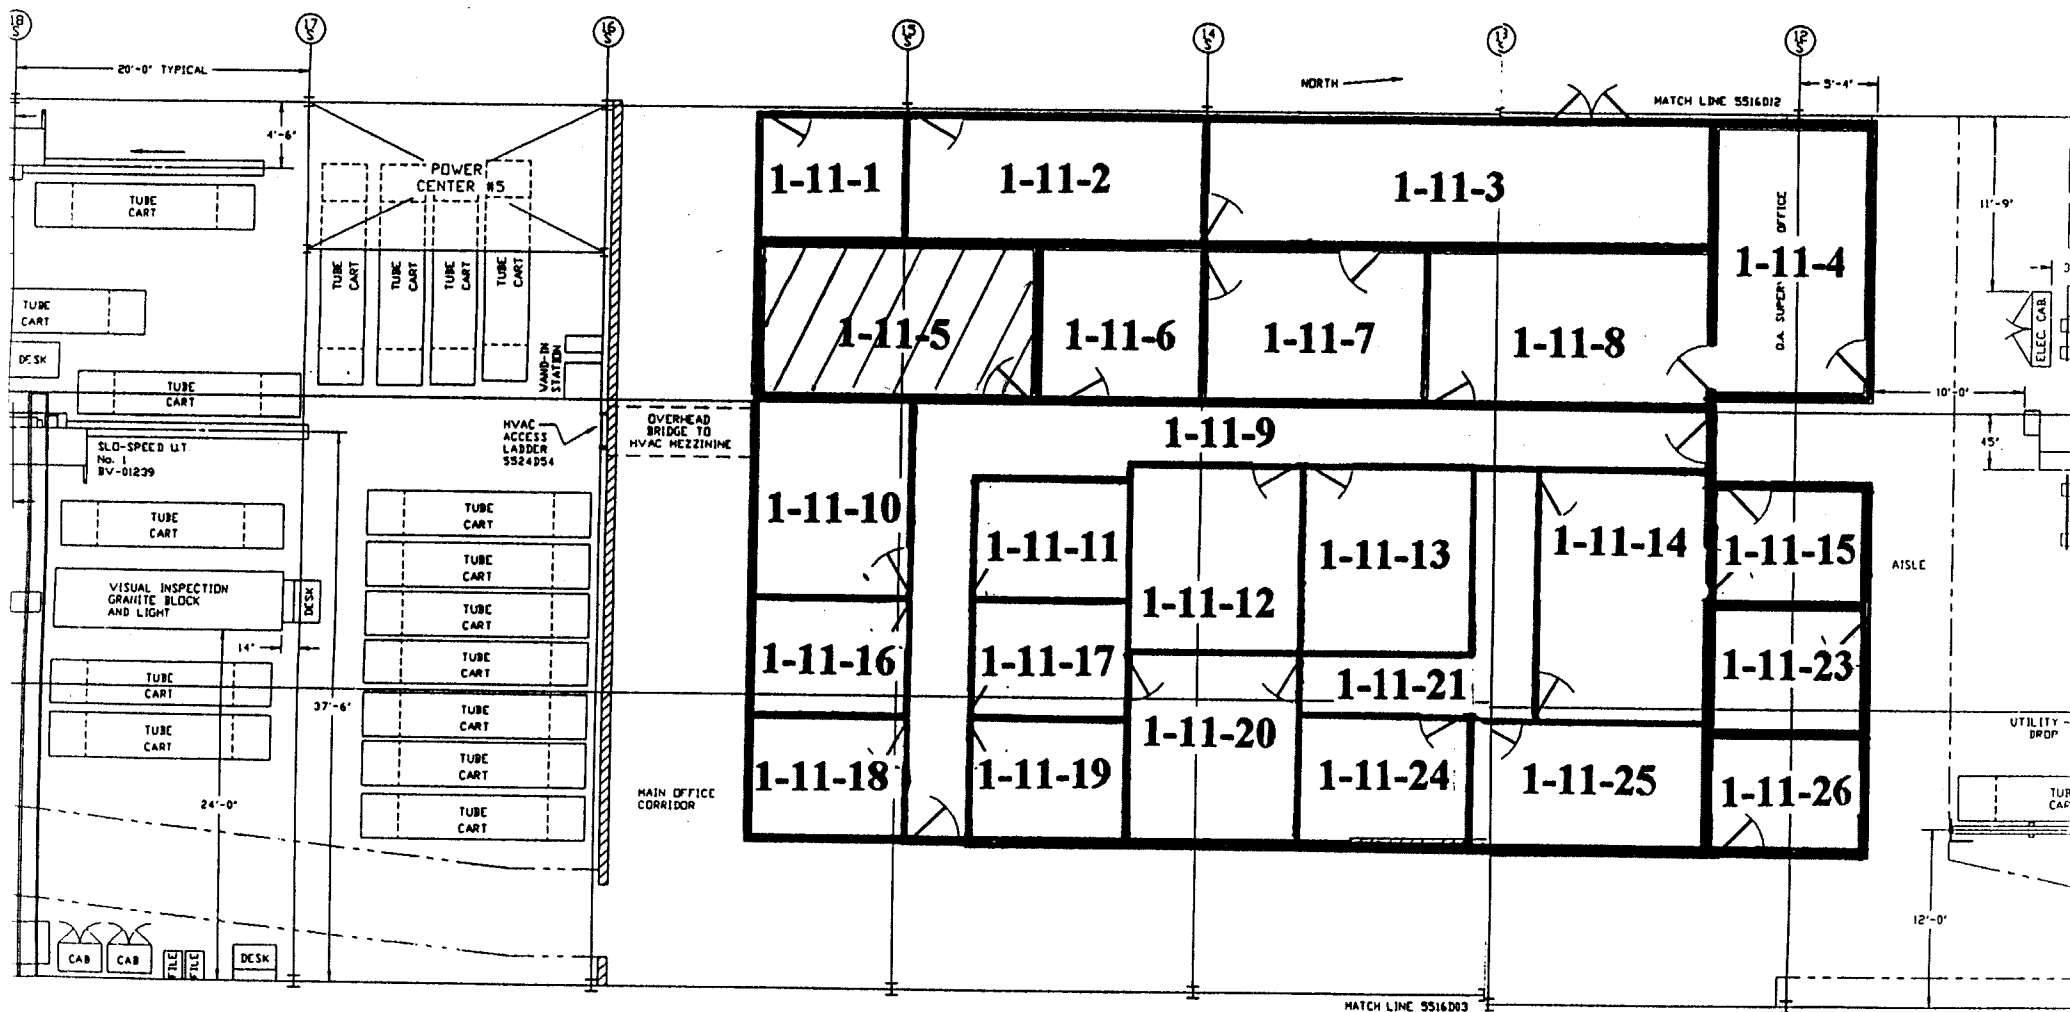 18
S
17
S
16
S
15
S
14
S
13
S
12
S
20'-0" TYPICAL
NORTH
MATCH LINE 5516D12
5'-4"
4'-6"
POWER
CENTER #5
TUBE
CART
TUBE
CART
TUBE
CART
TUBE
CART
TUBE
CART
TUBE
CART
DESK
TUBE
CART
WAND-IN
STATION
HVAC
ACCESS
LADDER
5524D54
OVERHEAD
BRIDGE TO
HVAC MEZZININE
SLO-SPEED U.T.
No. 1
BV-01239
TUBE
CART
VISUAL INSPECTION
GRANITE BLOCK
AND LIGHT
DESK
14"
TUBE
CART
TUBE
CART
37'-6"
24'-0"
TUBE
CART
TUBE
CART
TUBE
CART
TUBE
CART
TUBE
CART
TUBE
CART
TUBE
CART
CAB
CAB
FILE
FILE
DESK
MAIN OFFICE
CORRIDOR
1-11-1
1-11-2
1-11-3
1-11-4
O.A. SUPERV OFFICE
1-11-5
1-11-6
1-11-7
1-11-8
1-11-9
1-11-10
1-11-11
1-11-12
1-11-13
1-11-14
1-11-15
1-11-16
1-11-17
1-11-21
1-11-23
1-11-18
1-11-19
1-11-20
1-11-24
1-11-25
1-11-26
11'-9"
ELEC. CAB
3
10'-0"
45"
AISLE
UTILITY
DROP
12'-0"
MATCH LINE 5516D03